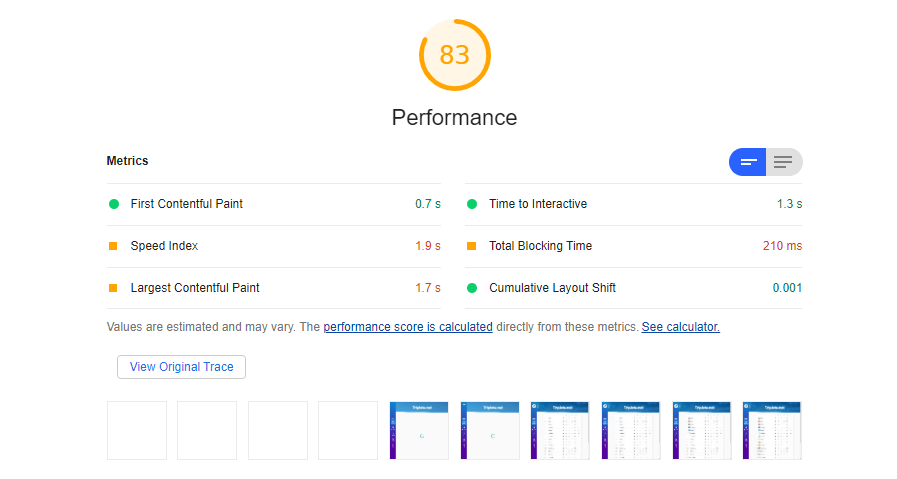 83
Performance
Metrics
First Contentful Paint 0.7 s
Time to Interactive 1.3 s
Speed Index 1.9 s
Total Blocking Time 210 ms
Largest Contentful Paint 1.7 s
Cumulative Layout Shift 0.001
Values are estimated and may vary. The performance score is calculated directly from these metrics. See calculator.
View Original Trace